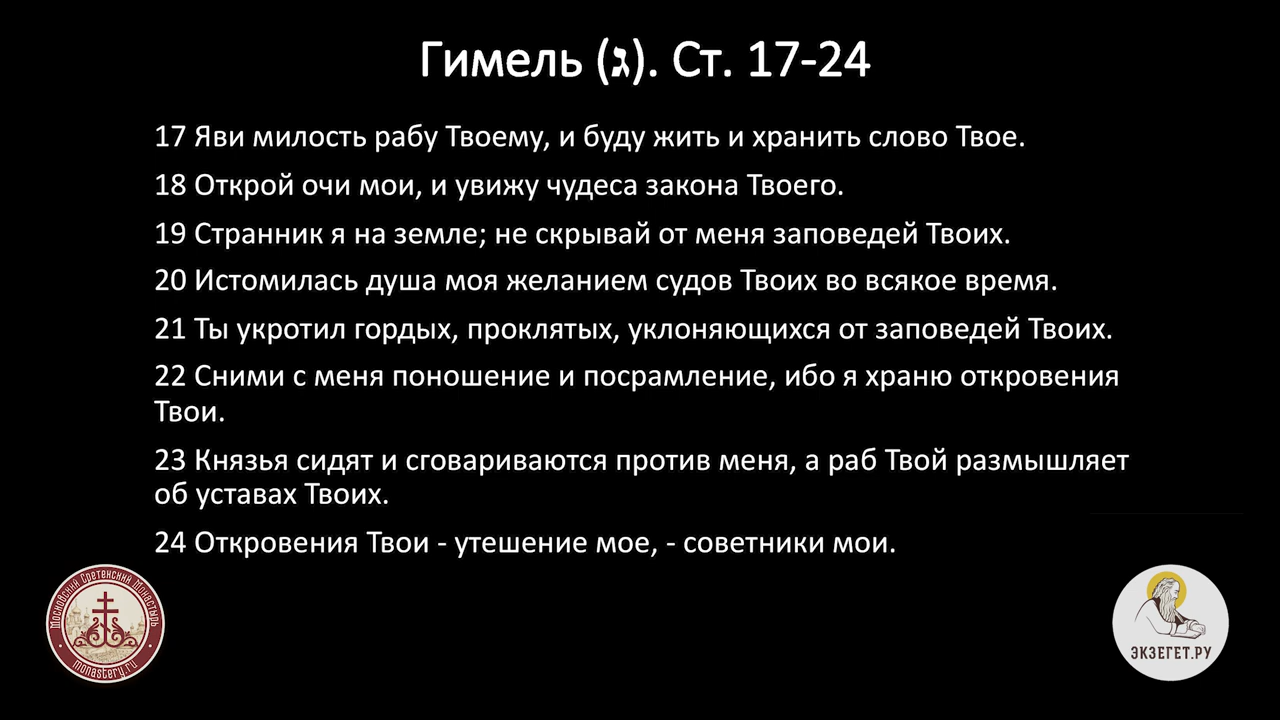 Гимель (ג). Ст. 17-24
17 Яви милость рабу Твоему, и буду жить и хранить слово Твое.
18 Открой очи мои, и увижу чудеса закона Твоего.
19 Странник я на земле; не скрывай от меня заповедей Твоих.
20 Истомилась душа моя желанием судов Твоих во всякое время.
21 Ты укротил гордых, проклятых, уклоняющихся от заповедей Твоих.
22 Сними с меня поношение и посрамление, ибо я храню откровения
Твои.
23 Князья сидят и сговариваются против меня, а раб Твой размышляет
об уставах Твоих.
24 Откровения Твои - утешение мое, - советники мои.
Московский Сретенский Монастырь
monastery.ru
ЭКЗЕГЕТ.РУ